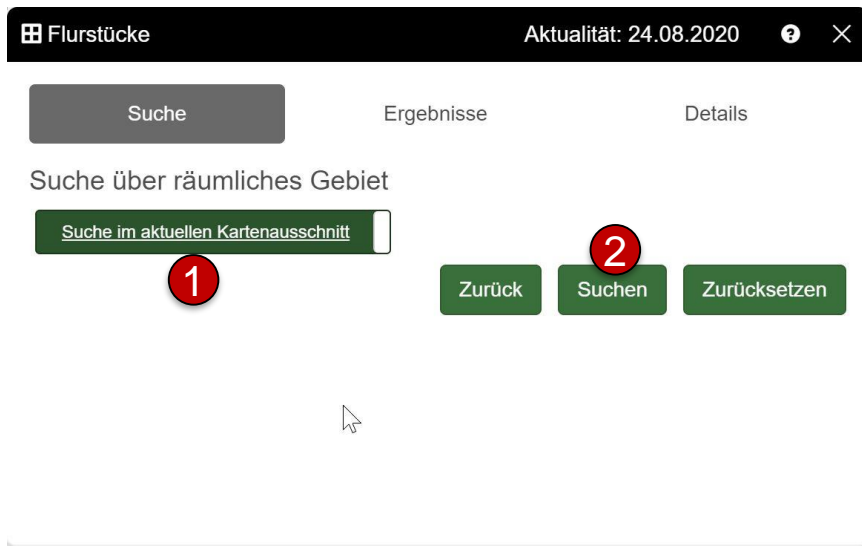 Flurstücke Aktualität: 24.08.2020 ?
Suche Ergebnisse Details
Suche über räumliches Gebiet
Suche im aktuellen Kartenausschnitt
1
2
Zurück Suchen Zurücksetzen